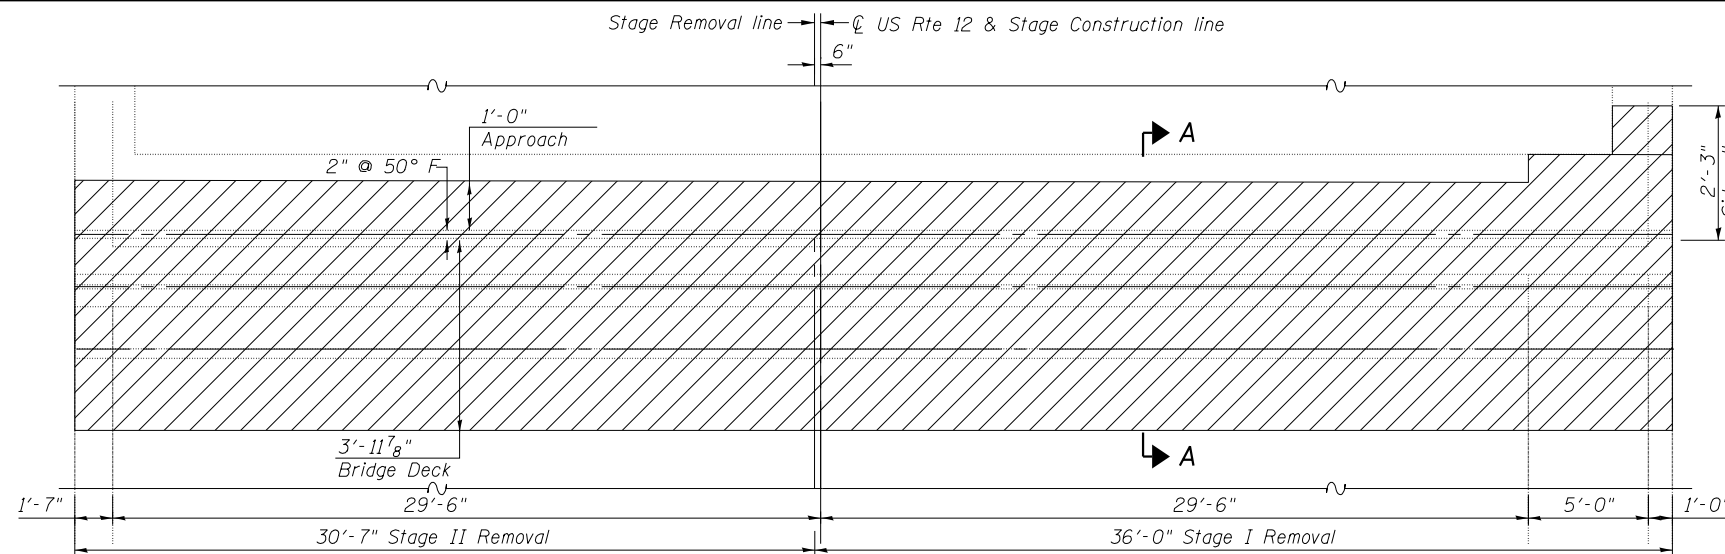 Stage Removal line
℄ US Rte 12 & Stage Construction line
6"
1'-0"
Approach
A
2" @ 50° F
2'-3"
3'-11⅞"
Bridge Deck
A
1'-7"
29'-6"
29'-6"
5'-0"
1'-0"
30'-7" Stage II Removal
36'-0" Stage I Removal